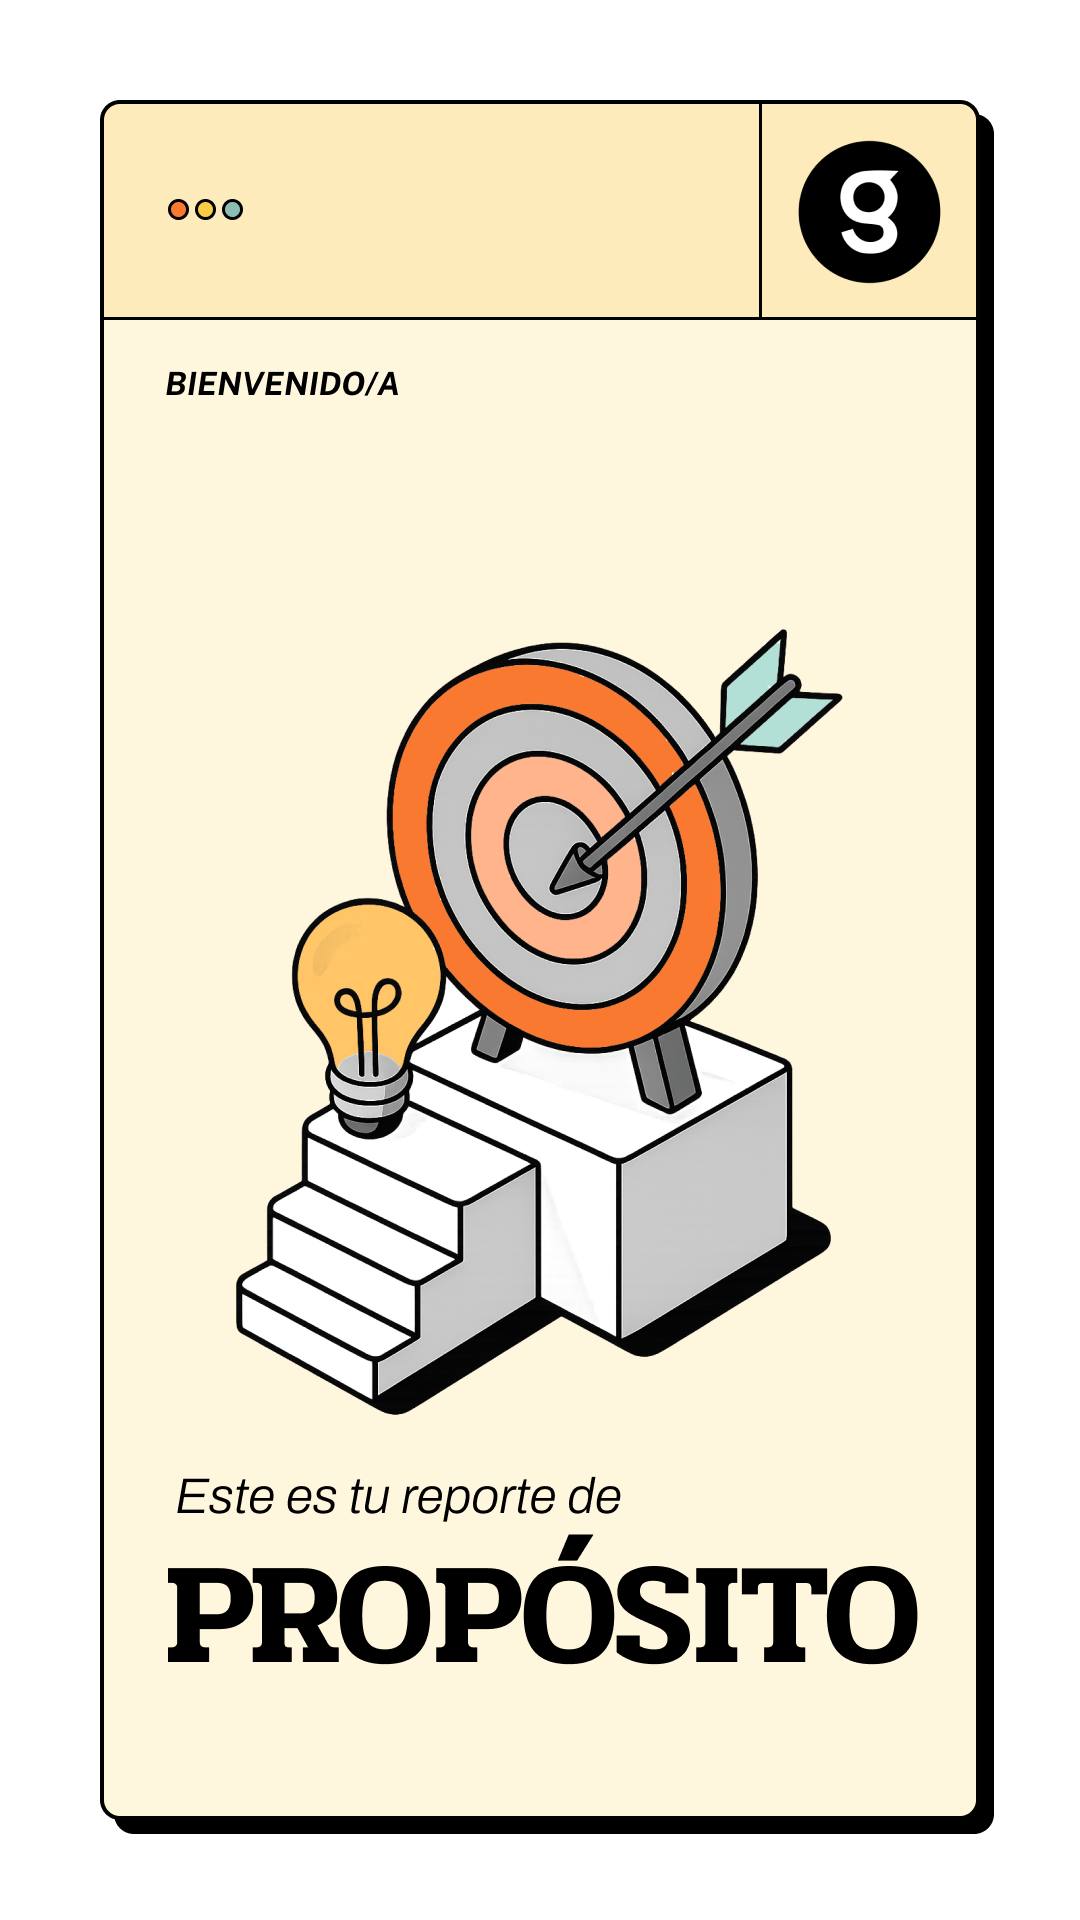 g
BIENVENIDO/A
Este es tu reporte de
PROPÓSITO